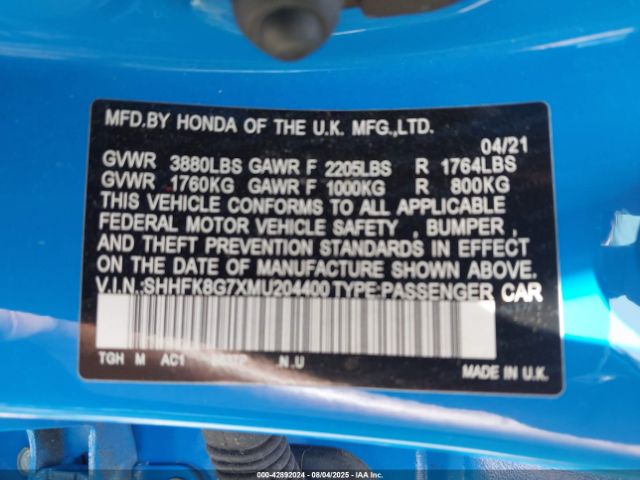 MFD.BY HONDA OF THE U.K. MFG.,LTD.
04/21
GVWR 3880LBS GAWR F 2205LBS R 1764LBS
GVWR 1760KG GAWR F 1000KG R 800KG
THIS VEHICLE CONFORMS TO ALL APPLICABLE
FEDERAL MOTOR VEHICLE SAFETY , BUMPER ,
AND THEFT PREVENTION STANDARDS IN EFFECT
ON THE DATE OF MANUFACTURE SHOWN ABOVE.
V.I.N.:SHHFK8G7XMU204400 TYPE:PASSENGER CAR
TGH M AC1 N.U
MADE IN U.K.
000-42892024 - 08/04/2025 - IAAI.COM